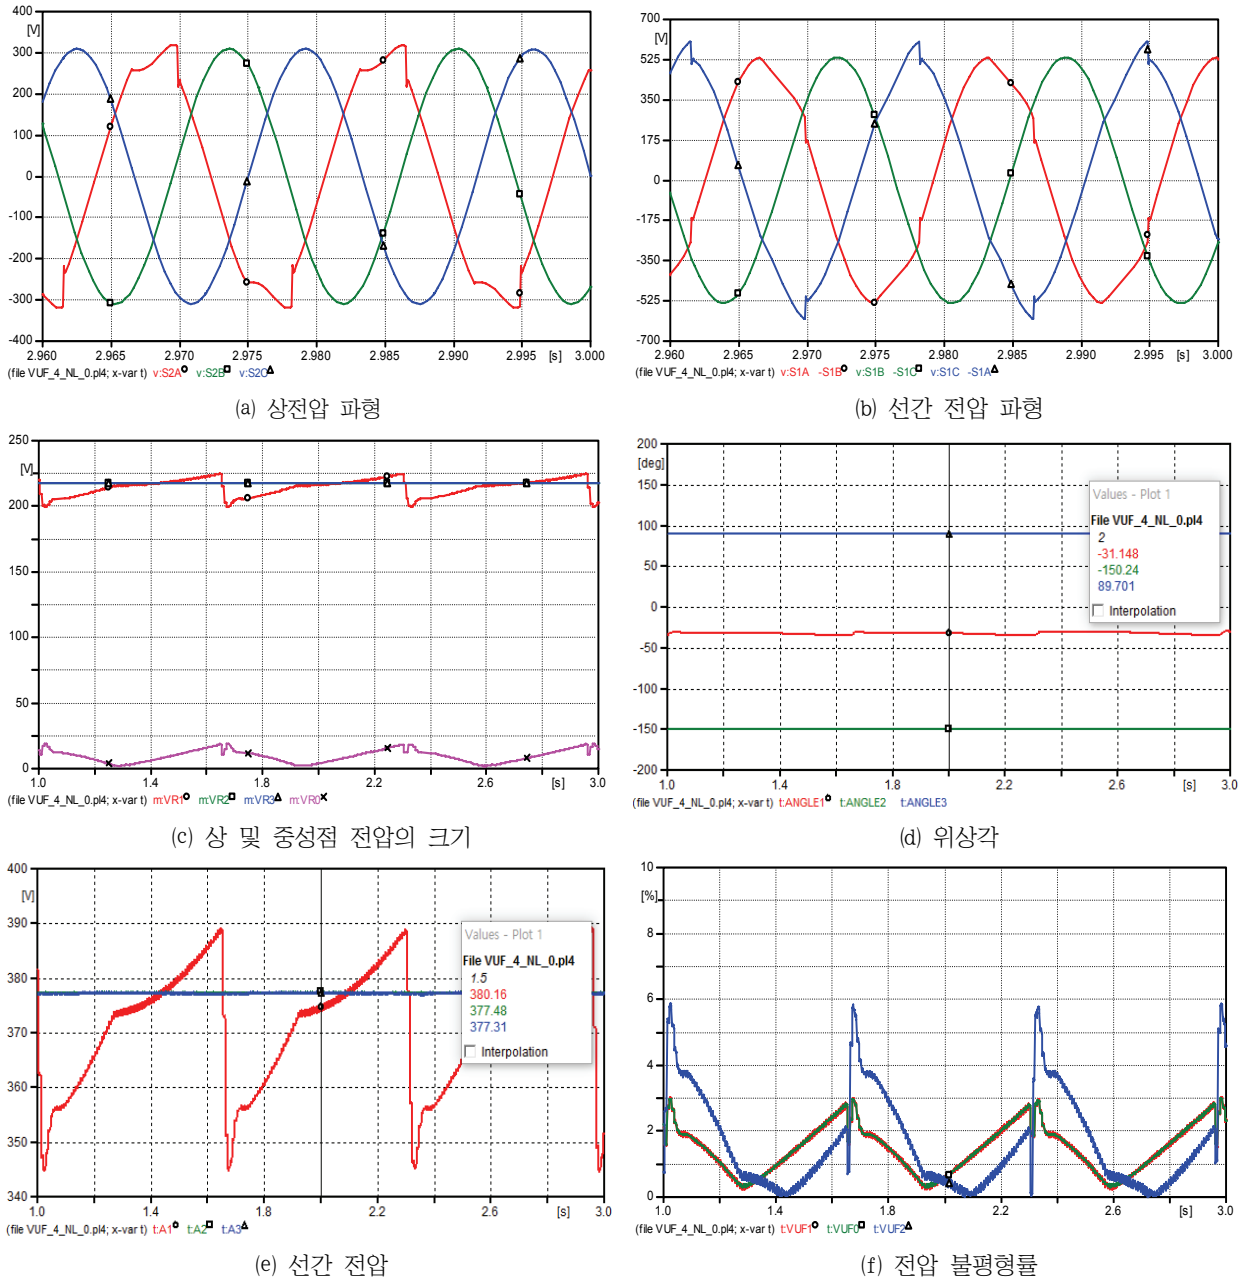 400
[V]
300
200
100
0
-100
-200
-300
-400
2.960 2.965 2.970 2.975 2.980 2.985 2.990 2.995 [s] 3.000
(file VUF_4_NL_0.pl4; x-var t) v:S2A v:S2B v:S2C
(a) 상전압 파형
700
[V]
525
350
175
0
-175
-350
-525
-700
2.960 2.965 2.970 2.975 2.980 2.985 2.990 2.995 [s] 3.000
(file VUF_4_NL_0.pl4; x-var t) v:S1A -S1B v:S1B -S1C v:S1C -S1A
(b) 선간 전압 파형
250
[V]
200
150
100
50
0
1.0 1.4 1.8 2.2 2.6 [s] 3.0
(file VUF_4_NL_0.pl4; x-var t) m:VR1 m:VR2 m:VR3 m:VR0
(c) 상 및 중성점 전압의 크기
200
[deg]
150
100
50
0
-50
-100
-150
-200
1.0 1.4 1.8 2.2 2.6 [s] 3.0
Values - Plot 1
File VUF_4_NL_0.pl4
2
-31.148
-150.24
89.701
Interpolation
(file VUF_4_NL_0.pl4; x-var t) t:ANGLE1 t:ANGLE2 t:ANGLE3
(d) 위상각
400
[V]
390
380
370
360
350
340
1.0 1.4 1.8 2.2 2.6 [s] 3.0
Values - Plot 1
File VUF_4_NL_0.pl4
1.5
380.16
377.48
377.31
Interpolation
(file VUF_4_NL_0.pl4; x-var t) t:A1 t:A2 t:A3
(e) 선간 전압
10
[%]
8
6
4
2
0
1.0 1.4 1.8 2.2 2.6 [s] 3.0
(file VUF_4_NL_0.pl4; x-var t) t:VUF1 t:VUF0 t:VUF2
(f) 전압 불평형률